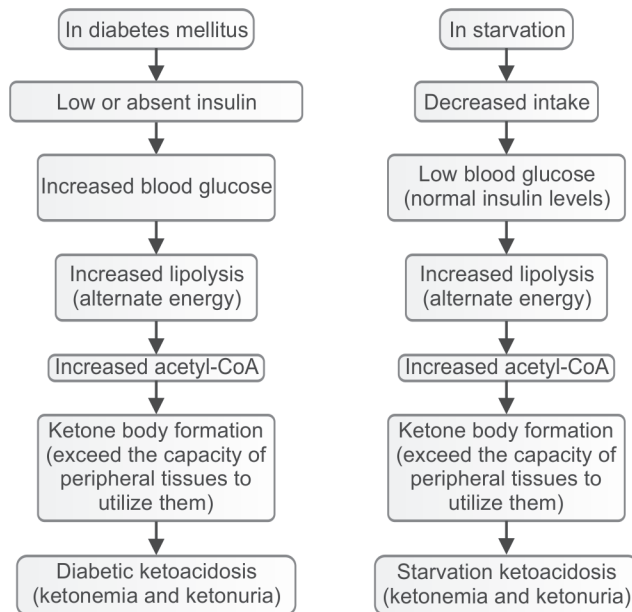 In diabetes mellitus
Low or absent insulin
Increased blood glucose
Increased lipolysis
(alternate energy)
Increased acetyl-CoA
Ketone body formation
(exceed the capacity of
peripheral tissues to
utilize them)
Diabetic ketoacidosis
(ketonemia and ketonuria)
In starvation
Decreased intake
Low blood glucose
(normal insulin levels)
Increased lipolysis
(alternate energy)
Increased acetyl-CoA
Ketone body formation
(exceed the capacity of
peripheral tissues to
utilize them)
Starvation ketoacidosis
(ketonemia and ketonuria)